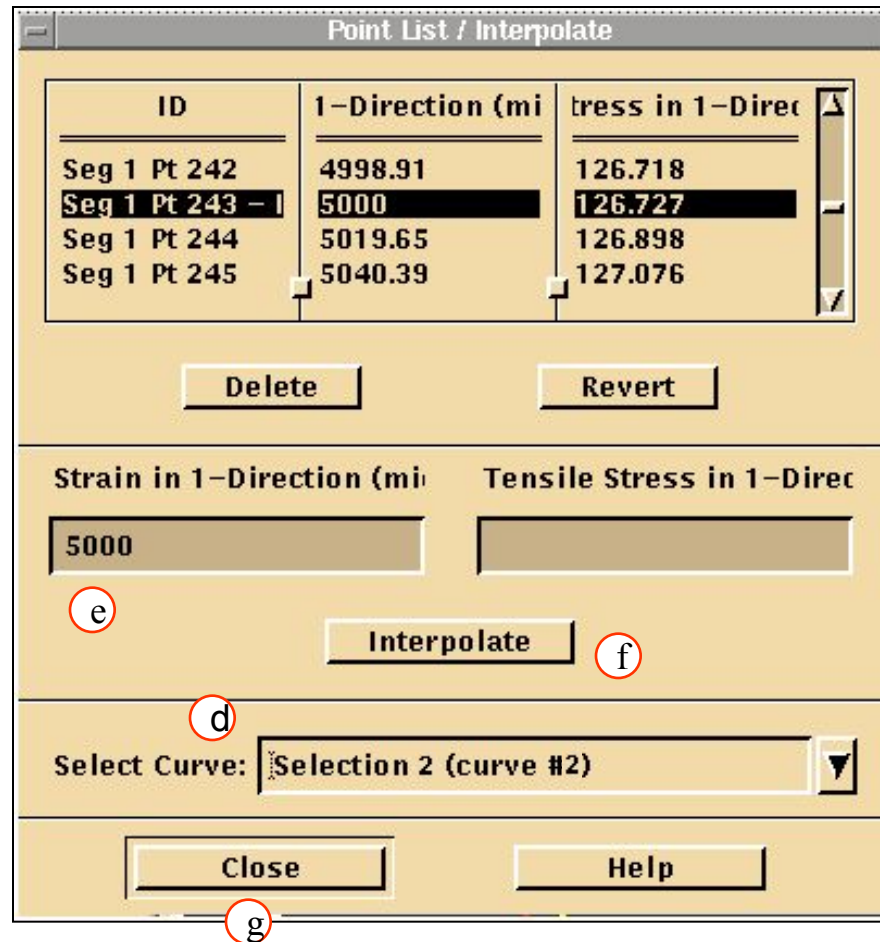 Point List / Interpolate
ID 1-Direction (mi tress in 1-Direc
Seg 1 Pt 242 4998.91 126.718
Seg 1 Pt 243 - I 5000 126.727
Seg 1 Pt 244 5019.65 126.898
Seg 1 Pt 245 5040.39 127.076
Delete Revert
Strain in 1-Direction (mi Tensile Stress in 1-Direc
5000
e
Interpolate
f
d
Select Curve: Selection 2 (curve #2)
Close Help
g